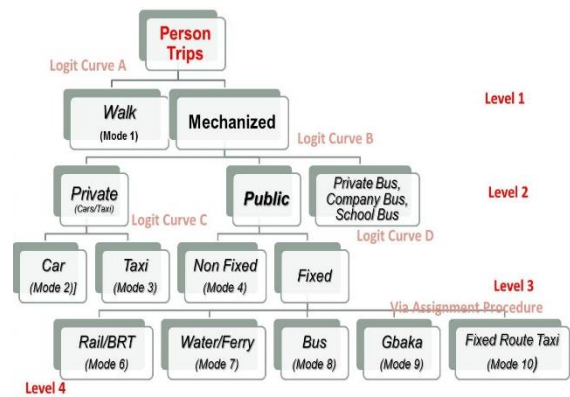 Person
Trips
Logit Curve A
Walk
(Mode 1)
Mechanized
Level 1
Logit Curve B
Private
(Cars/Taxi)
Public
Private Bus,
Company Bus,
School Bus
Level 2
Logit Curve C
Logit Curve D
Car
(Mode 2)]
Taxi
(Mode 3)
Non Fixed
(Mode 4)
Fixed
Level 3
Via Assignment Procedure
Rail/BRT
(Mode 6)
Water/Ferry
(Mode 7)
Bus
(Mode 8)
Gbaka
(Mode 9)
Fixed Route Taxi
(Mode 10)
Level 4